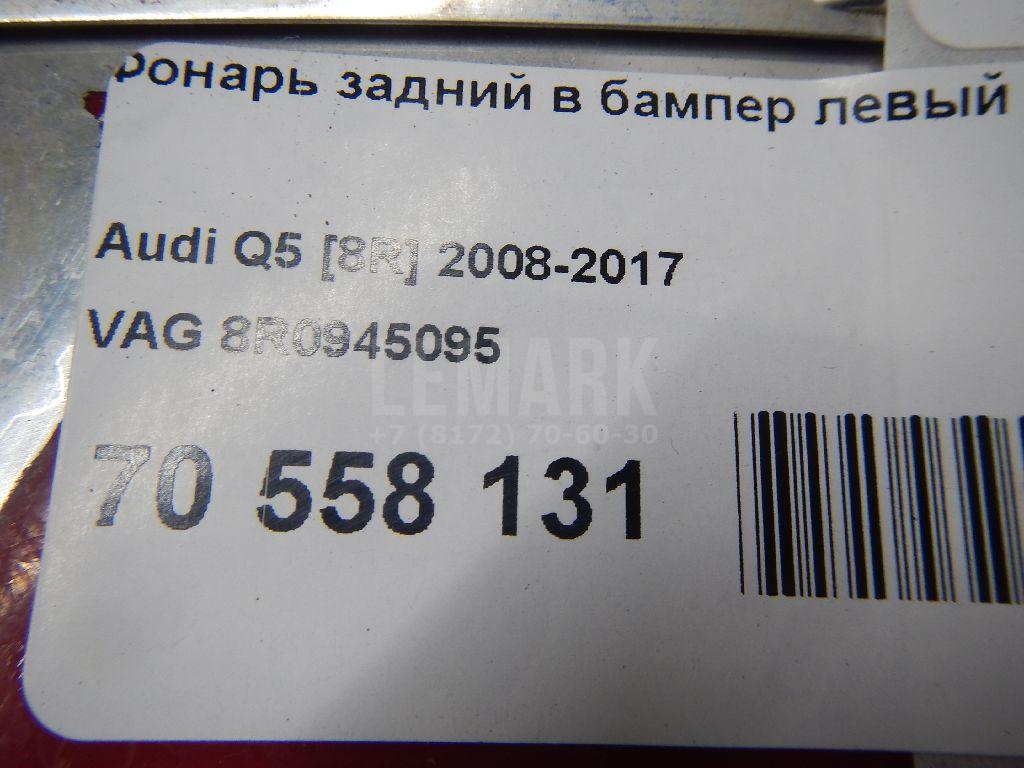 Фонарь задний в бампер левый
Audi Q5 [8R] 2008-2017
VAG 8R0945095
LEMARK
+7 (8172) 70-60-30
70 558 131